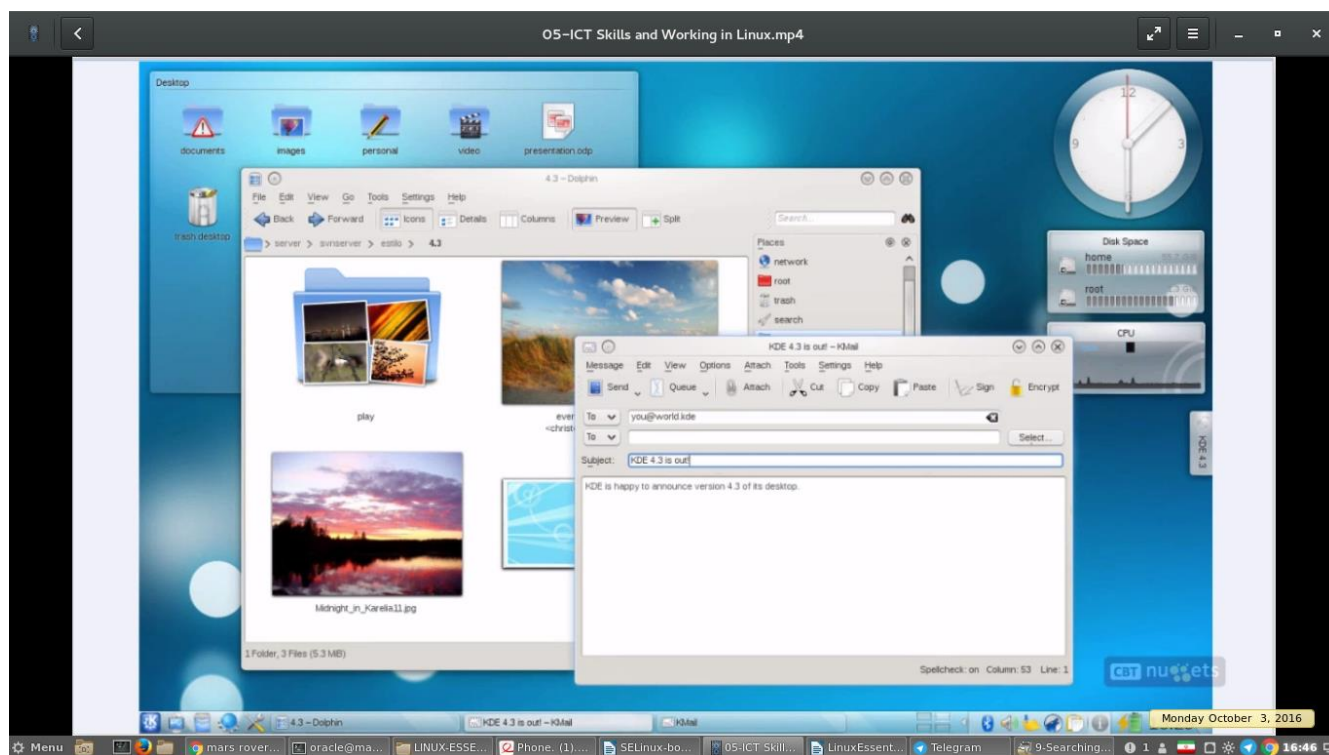 05-ICT Skills and Working in Linux.mp4
Desktop
documents images personal video presentation.odp
trash desktop
4.3 – Dolphin
File Edit View Go Tools Settings Help
Back Forward Icons Details Columns Preview Split Search...
server > svnserver > estilo > 4.3
Places
network
root
trash
search
play
Midnight_in_Karelia11.jpg
1 Folder, 3 Files (5.3 MiB)
KDE 4.3 is out! – KMail
Message Edit View Options Attach Tools Settings Help
Send Queue Attach Cut Copy Paste Sign Encrypt
To you@world.kde
To Select...
Subject: KDE 4.3 is out!
KDE is happy to announce version 4.3 of its desktop.
Spellcheck: on Column: 53 Line: 1
12
9 3
6
Disk Space
home
root
CPU
KDE 4.3
CBT nuggets
4.3 – Dolphin KDE 4.3 is out! – KMail KMail
Monday October 3, 2016
Menu mars rover... oracle@ma... LINUX-ESSE... Phone. (1).... SELinux-bo... 05-ICT Skill... LinuxEssent... Telegram 9-Searching... 1 16:46